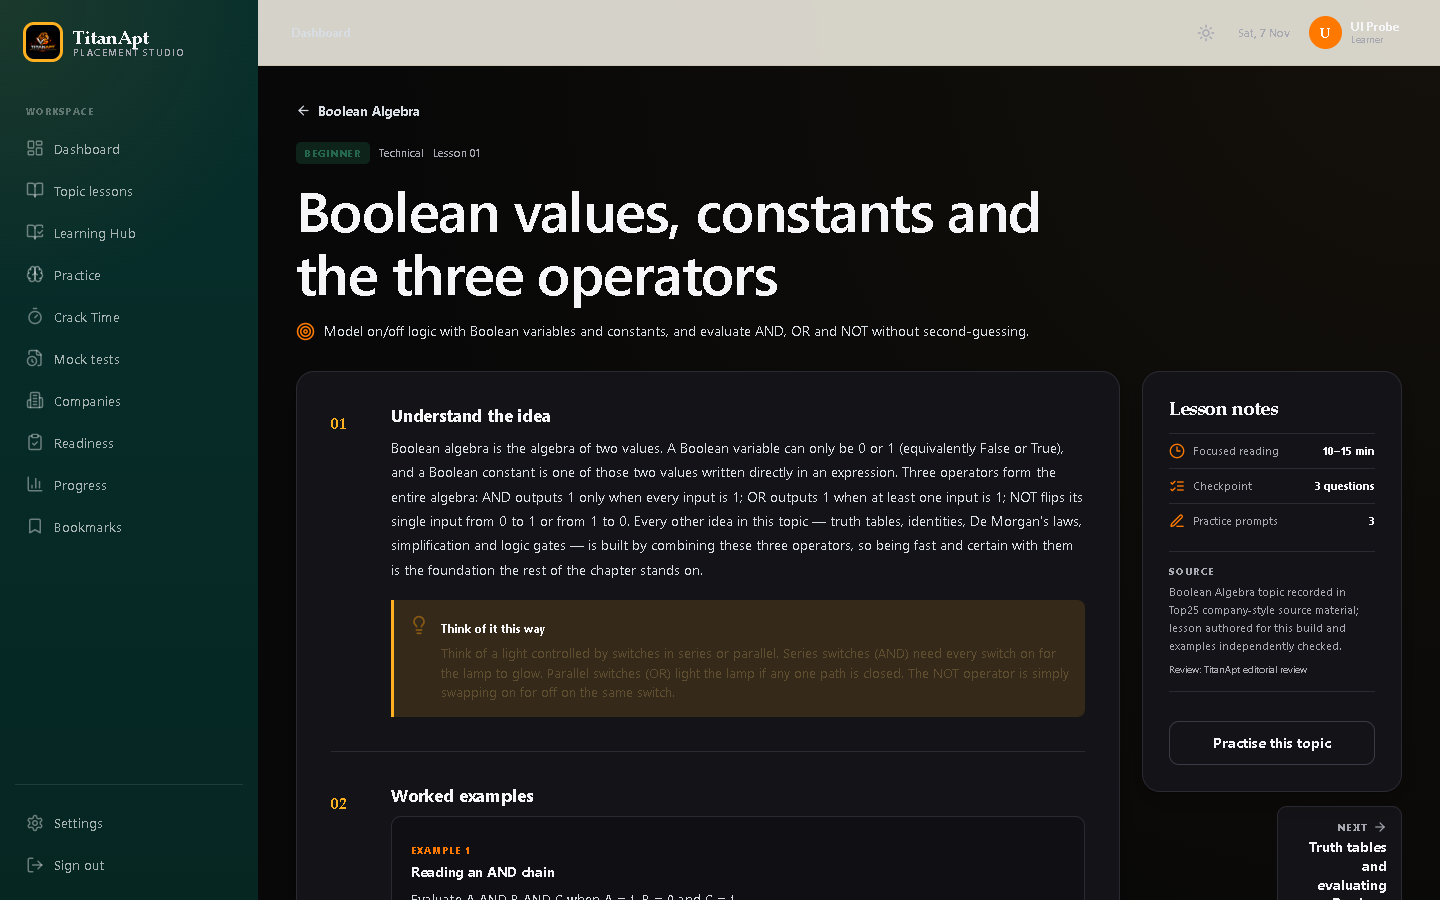 TitanApt
PLACEMENT STUDIO
WORKSPACE
Dashboard
Topic lessons
Learning Hub
Practice
Crack Time
Mock tests
Companies
Readiness
Progress
Bookmarks
Settings
Sign out
Dashboard
Sat, 7 Nov
U
UI Probe
Learner
Boolean Algebra
BEGINNER
Technical
Lesson 01
Boolean values, constants and
the three operators
Model on/off logic with Boolean variables and constants, and evaluate AND, OR and NOT without second-guessing.
01
Understand the idea
Boolean algebra is the algebra of two values. A Boolean variable can only be 0 or 1 (equivalently False or True),
and a Boolean constant is one of those two values written directly in an expression. Three operators form the
entire algebra: AND outputs 1 only when every input is 1; OR outputs 1 when at least one input is 1; NOT flips its
single input from 0 to 1 or from 1 to 0. Every other idea in this topic — truth tables, identities, De Morgan's laws,
simplification and logic gates — is built by combining these three operators, so being fast and certain with them
is the foundation the rest of the chapter stands on.
Think of it this way
Think of a light controlled by switches in series or parallel. Series switches (AND) need every switch on for
the lamp to glow. Parallel switches (OR) light the lamp if any one path is closed. The NOT operator is simply
swapping on for off on the same switch.
02
Worked examples
EXAMPLE 1
Reading an AND chain
Evaluate A AND B AND C when A = 1, B = 0 and C = 1.
Lesson notes
Focused reading
10–15 min
Checkpoint
3 questions
Practice prompts
3
SOURCE
Boolean Algebra topic recorded in
Top25 company-style source material;
lesson authored for this build and
examples independently checked.
Review: TitanApt editorial review
Practise this topic
NEXT
Truth tables
and
evaluating